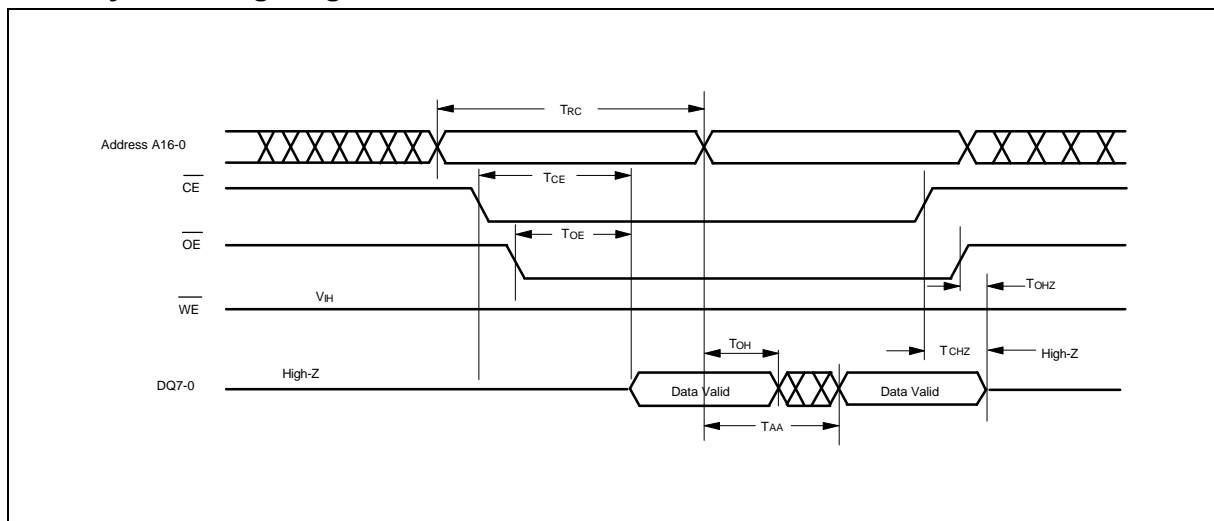 TRC
Address A16-0
TCE
CE
TOE
OE
TOHZ
VIH
WE
TOH
TCHZ
High-Z
High-Z
DQ7-0
Data Valid
Data Valid
TAA